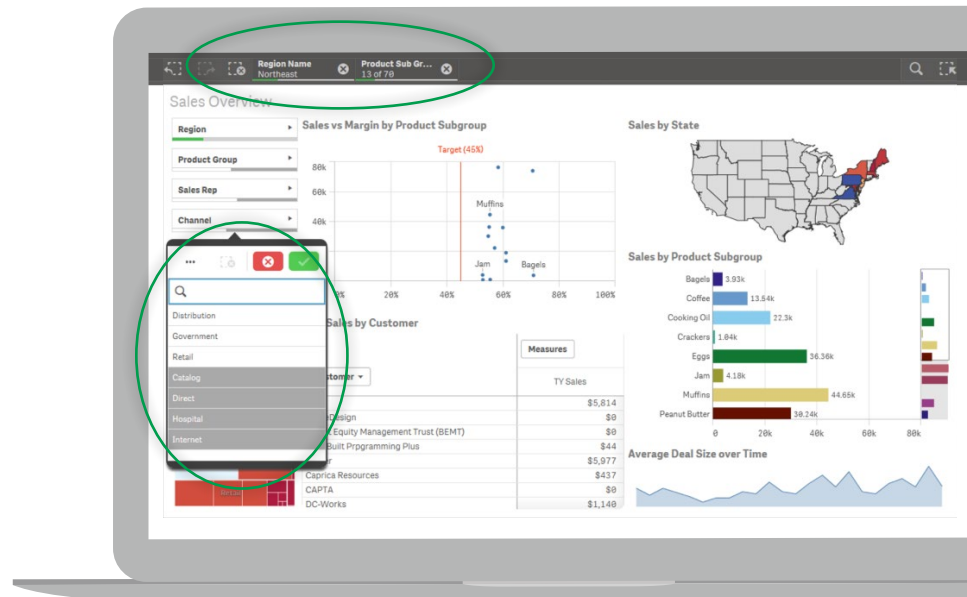 Region Name
Northeast
Product Sub Gr...
13 of 70
Sales Overview
Region
Product Group
Sales Rep
Channel
...
Distribution
Government
Retail
Catalog
Direct
Hospital
Internet
Sales vs Margin by Product Subgroup
Target (45%)
80k
60k
40k
Muffins
Jam
Bagels
20%
40%
60%
80%
100%
Sales by Customer
Measures
TY Sales
$5,814
$0
Equity Management Trust (BEMT)
$0
Built Prpgramming Plus
$44
$5,977
Caprica Resources
$437
CAPTA
$0
DC-Works
$1,140
Retail
Sales by State
Sales by Product Subgroup
Bagels
3.93k
Coffee
13.54k
Cooking Oil
22.3k
Crackers
1.04k
Eggs
36.36k
Jam
4.18k
Muffins
44.65k
Peanut Butter
30.24k
0
20k
40k
60k
80k
Average Deal Size over Time